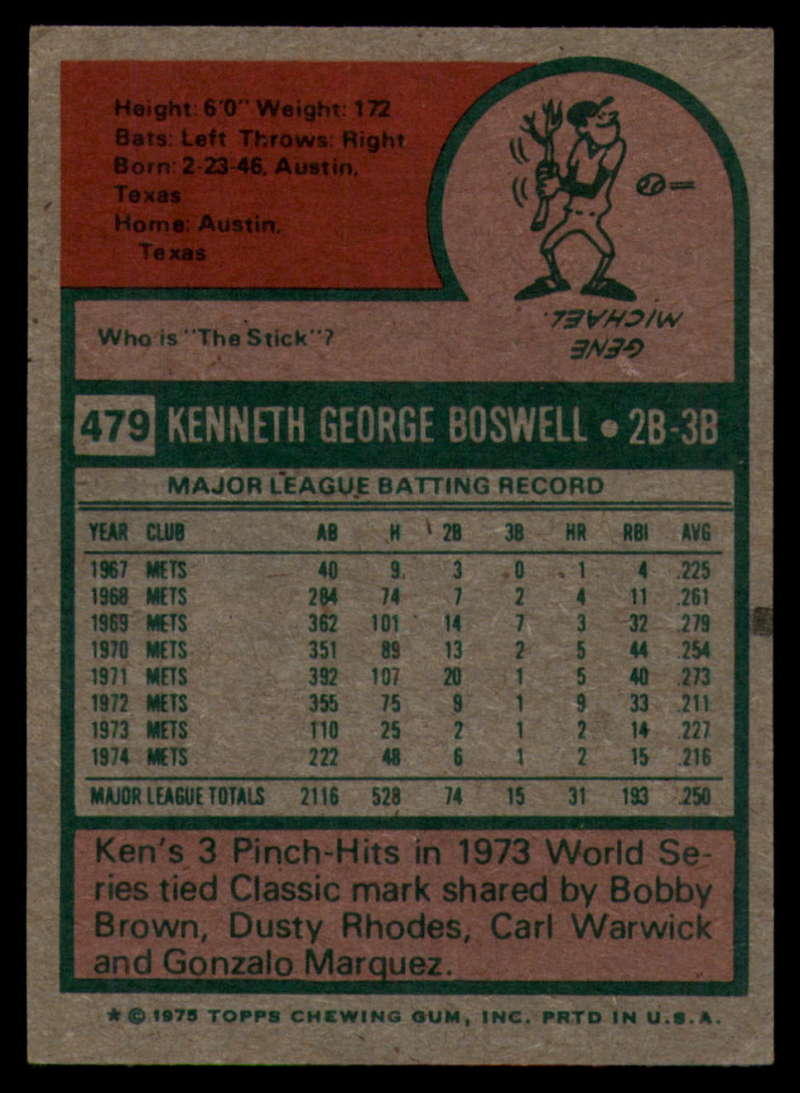 Height: 6'0" Weight: 172
Bats: Left Throws: Right
Born: 2-23-46, Austin,
Texas
Home: Austin,
Texas
Who is "The Stick"?
GENE
MICHAEL.
479 KENNETH GEORGE BOSWELL • 2B-3B
MAJOR LEAGUE BATTING RECORD
YEAR CLUB AB H 2B 3B HR RBI AVG
1967 METS 40 9 3 0 1 4 .225
1968 METS 284 74 7 2 4 11 .261
1969 METS 362 101 14 7 3 32 .279
1970 METS 351 89 13 2 5 44 .254
1971 METS 392 107 20 1 5 40 .273
1972 METS 355 75 9 1 9 33 .211
1973 METS 110 25 2 1 2 14 .227
1974 METS 222 48 6 1 2 15 .216
MAJOR LEAGUE TOTALS 2116 528 74 15 31 193 .250
Ken's 3 Pinch-Hits in 1973 World Se-
ries tied Classic mark shared by Bobby
Brown, Dusty Rhodes, Carl Warwick
and Gonzalo Marquez.
* © 1975 TOPPS CHEWING GUM, INC. PRTD IN U.S.A.